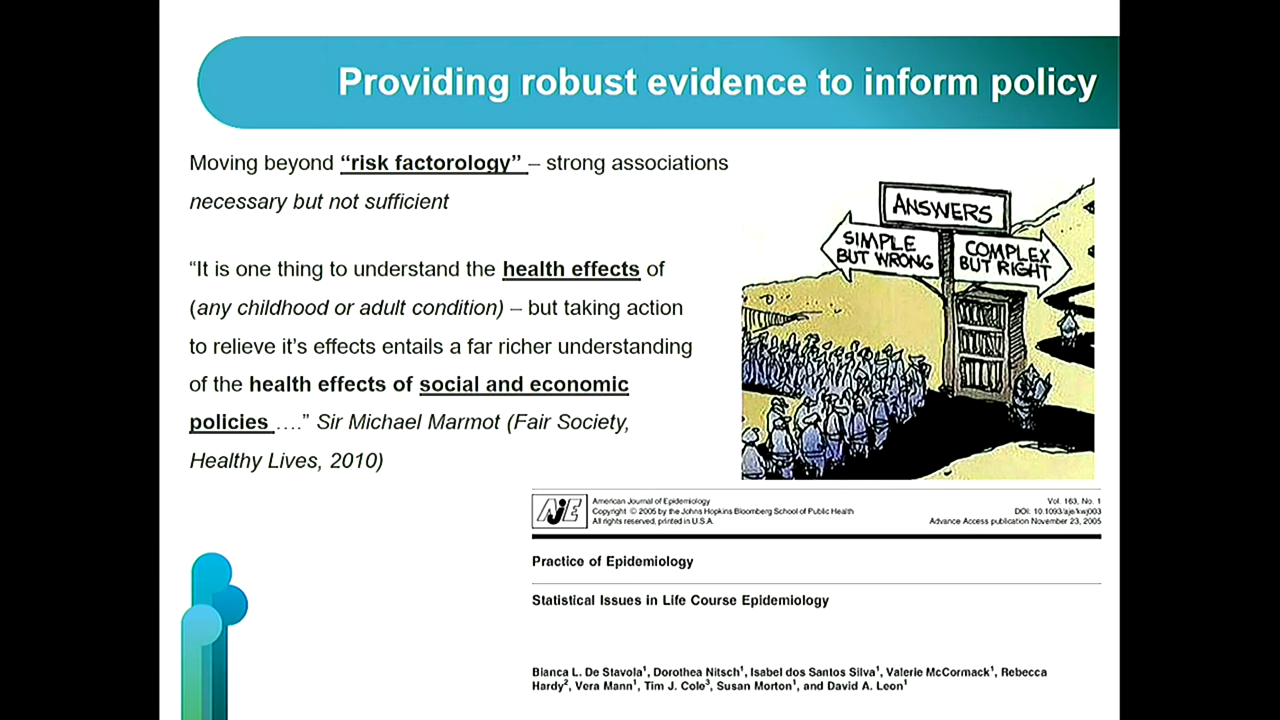 Providing robust evidence to inform policy
Moving beyond “risk factorology” – strong associations
necessary but not sufficient
“It is one thing to understand the health effects of
(any childhood or adult condition) – but taking action
to relieve it’s effects entails a far richer understanding
of the health effects of social and economic
policies ….” Sir Michael Marmot (Fair Society,
Healthy Lives, 2010)
ANSWERS
SIMPLE
BUT WRONG
COMPLEX
BUT RIGHT
AJE
American Journal of Epidemiology
Copyright © 2005 by the Johns Hopkins Bloomberg School of Public Health
All rights reserved, printed in U.S.A.
Vol. 163, No. 1
DOI: 10.1093/aje/kwj003
Advance Access publication November 23, 2005
Practice of Epidemiology
Statistical Issues in Life Course Epidemiology
Bianca L. De Stavola1, Dorothea Nitsch1, Isabel dos Santos Silva1, Valerie McCormack1, Rebecca
Hardy2, Vera Mann1, Tim J. Cole3, Susan Morton1, and David A. Leon1